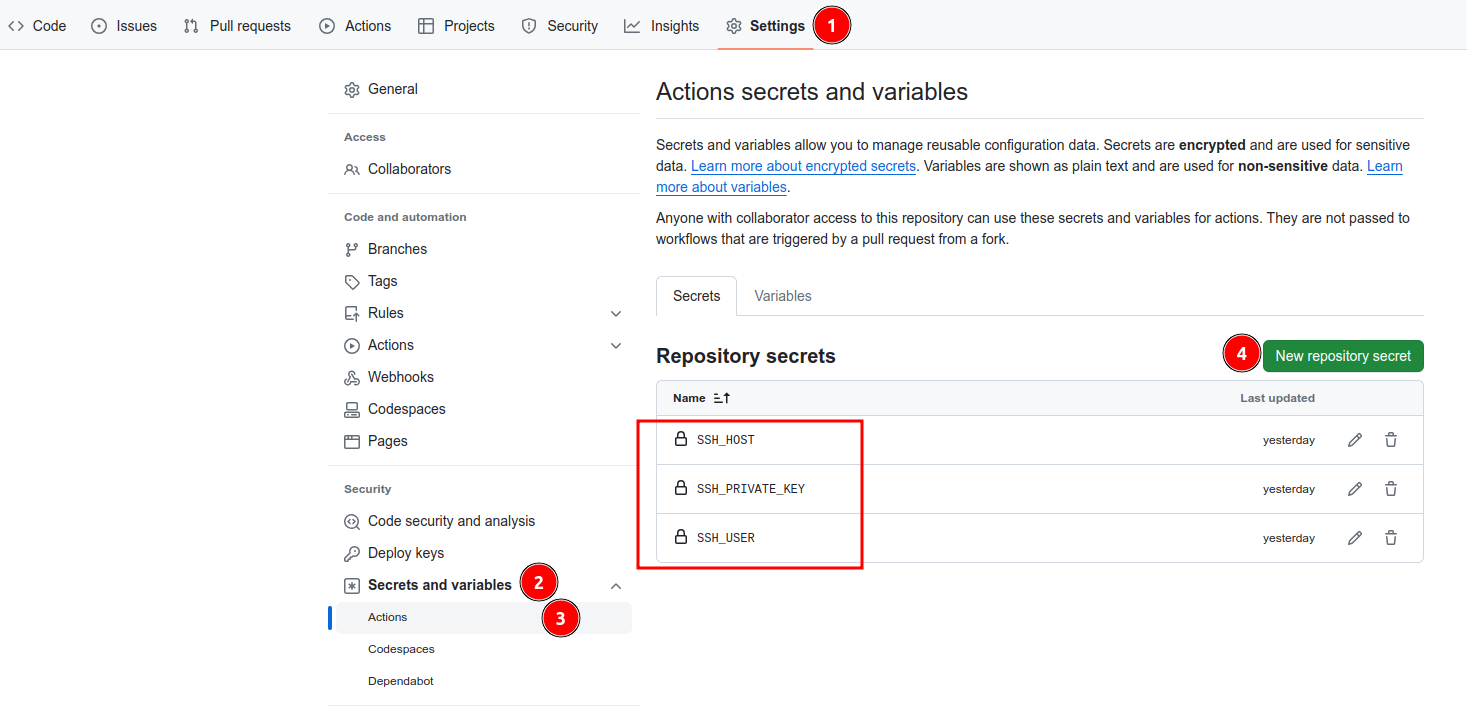 Code Issues Pull requests Actions Projects Security Insights Settings 1
General
Access
Collaborators
Code and automation
Branches
Tags
Rules
Actions
Webhooks
Codespaces
Pages
Security
Code security and analysis
Deploy keys
Secrets and variables 2
Actions 3
Codespaces
Dependabot
Actions secrets and variables
Secrets and variables allow you to manage reusable configuration data. Secrets are encrypted and are used for sensitive
data. Learn more about encrypted secrets. Variables are shown as plain text and are used for non-sensitive data. Learn
more about variables.
Anyone with collaborator access to this repository can use these secrets and variables for actions. They are not passed to
workflows that are triggered by a pull request from a fork.
Secrets Variables
Repository secrets 4 New repository secret
Name Last updated
SSH_HOST yesterday
SSH_PRIVATE_KEY yesterday
SSH_USER yesterday